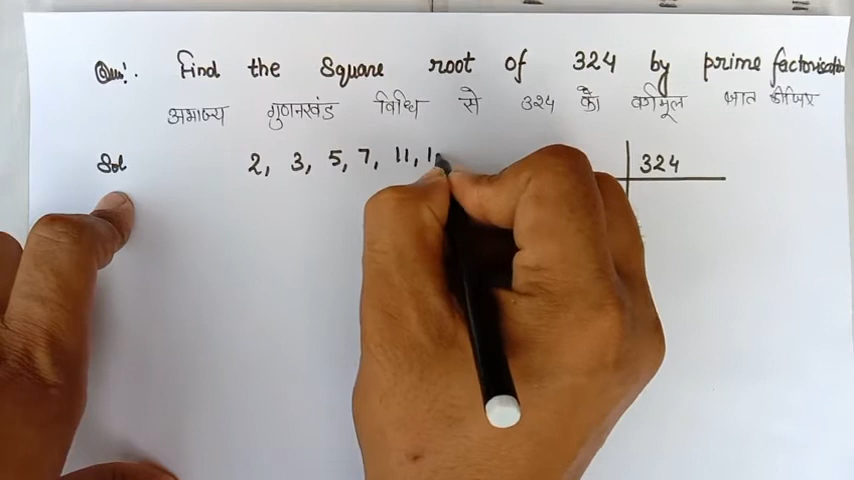 Qus:. Find the Square root of 324 by prime factorisation
अभाज्य गुणनखंड विधि से 324 का वर्गमूल ज्ञात कीजिए
Sol 2, 3, 5, 7, 11, 1 324